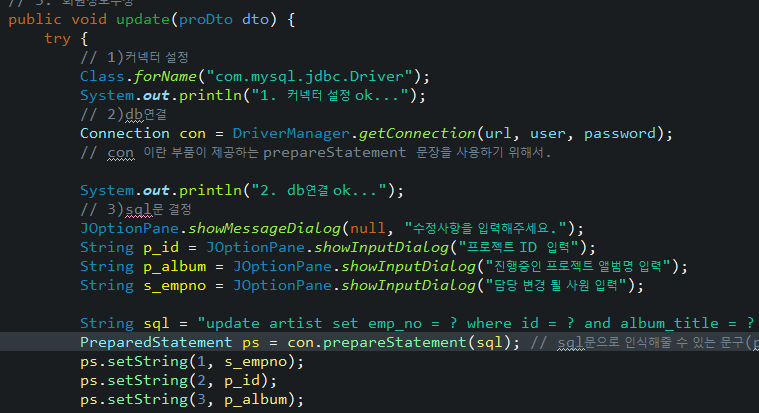 // 3. 회원정보수정
public void update(proDto dto) {
try {
// 1)커넥터 설정
Class.forName("com.mysql.jdbc.Driver");
System.out.println("1. 커넥터 설정 ok...");
// 2)db연결
Connection con = DriverManager.getConnection(url, user, password);
// con 이란 부품이 제공하는 prepareStatement 문장을 사용하기 위해서.
System.out.println("2. db연결 ok...");
// 3)sql문 결정
JOptionPane.showMessageDialog(null, "수정사항을 입력해주세요.");
String p_id = JOptionPane.showInputDialog("프로젝트 ID 입력");
String p_album = JOptionPane.showInputDialog("진행중인 프로젝트 앨범명 입력");
String s_empno = JOptionPane.showInputDialog("담당 변경 될 사원 입력");
String sql = "update artist set emp_no = ? where id = ? and album_title = ?
PreparedStatement ps = con.prepareStatement(sql); // sql문으로 인식해줄 수 있는 문구(p
ps.setString(1, s_empno);
ps.setString(2, p_id);
ps.setString(3, p_album);